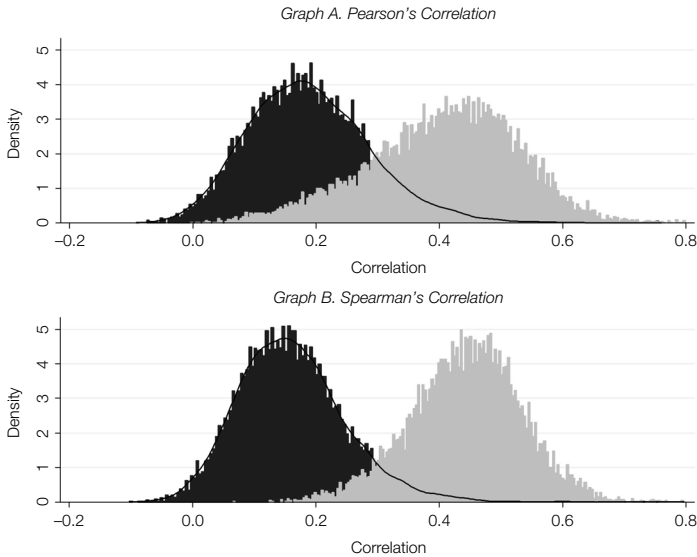 Graph A. Pearson's Correlation
5
4
3
2
1
0
Density
−0.2 0.0 0.2 0.4 0.6 0.8
Correlation
Graph B. Spearman's Correlation
5
4
3
2
1
0
Density
−0.2 0.0 0.2 0.4 0.6 0.8
Correlation